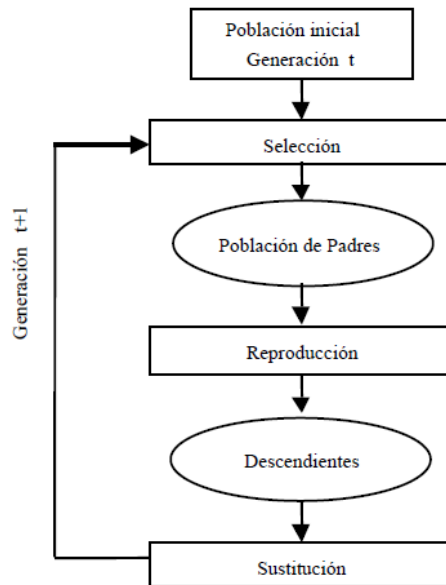 Población inicial
Generación t
Selección
Población de Padres
Reproducción
Descendientes
Sustitución
Generación t+1